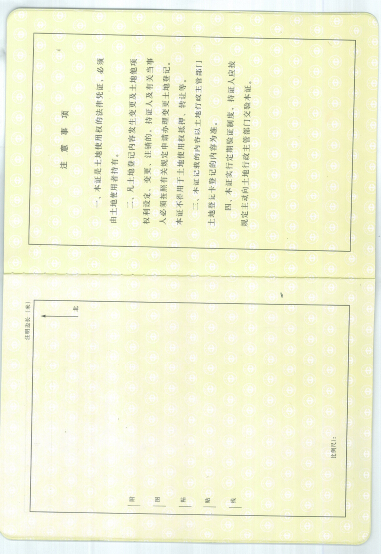 注意事项
一、本证是土地使用权的法律凭证，必须
由土地使用者持有。
二、凡土地登记内容发生变更及土地他项
权利设定、变更、注销的，持证人及有关当事
人必须按照有关规定申请办理变更土地登记。
本证不得用于土地使用权抵押、转让等。
三、本证记载的内容以土地行政主管部门
土地登记卡登记的内容为准。
四、本证实行定期验证制度，持证人应按
规定主动向土地行政主管部门交验本证。
注明边长（米）
北
附
图
粘
贴
线
比例尺1：